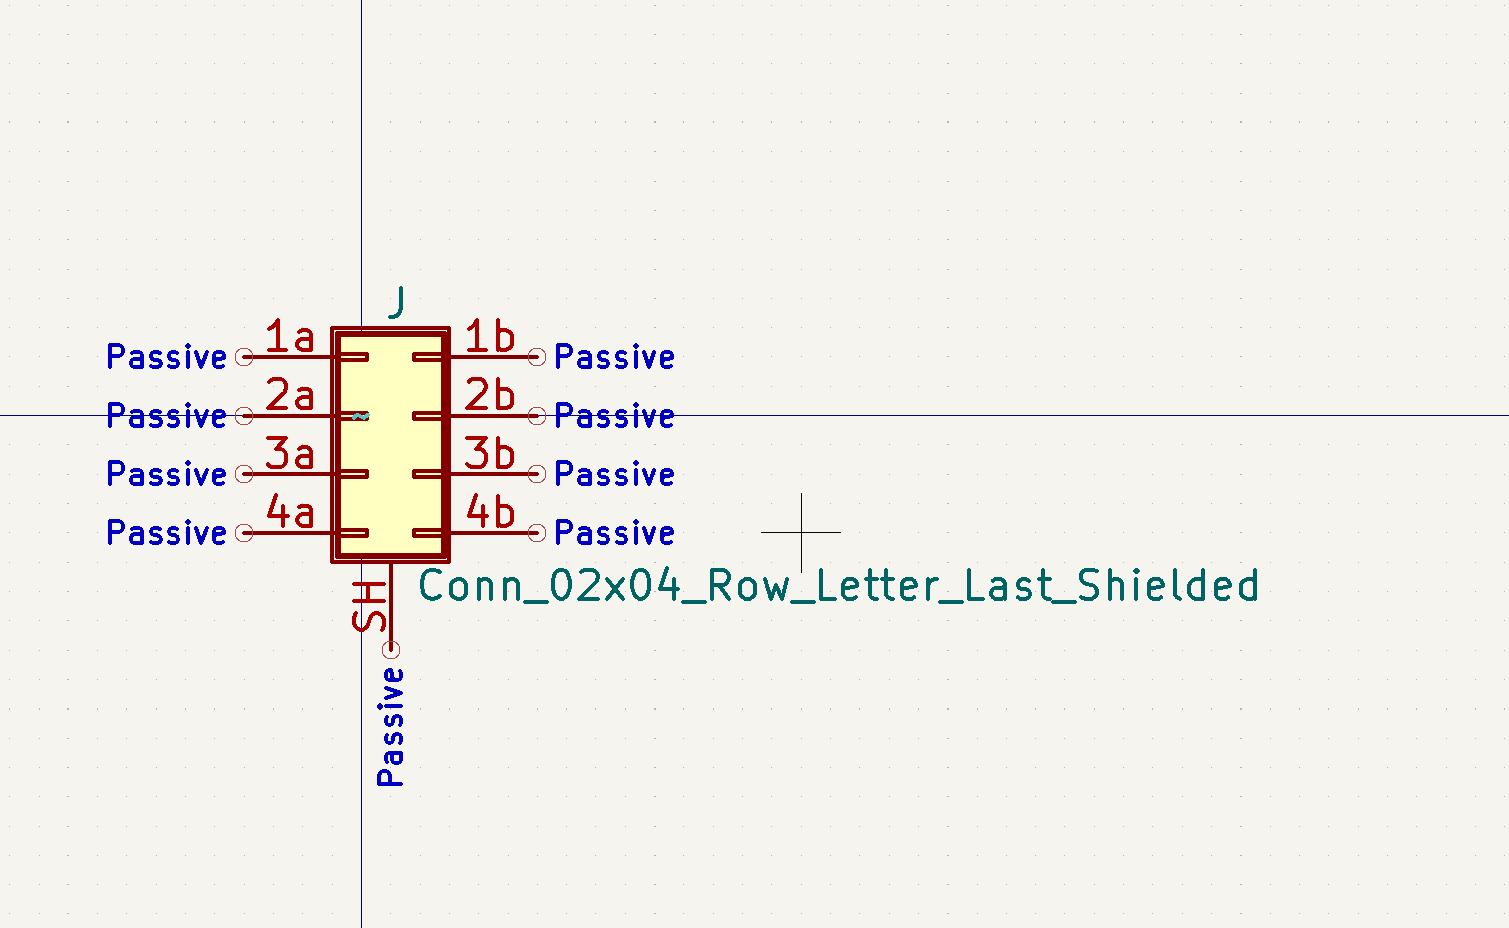 J
Passive 1a 1b Passive
Passive 2a ~ 2b Passive
Passive 3a 3b Passive
Passive 4a 4b Passive
SH
Conn_02x04_Row_Letter_Last_Shielded
Passive